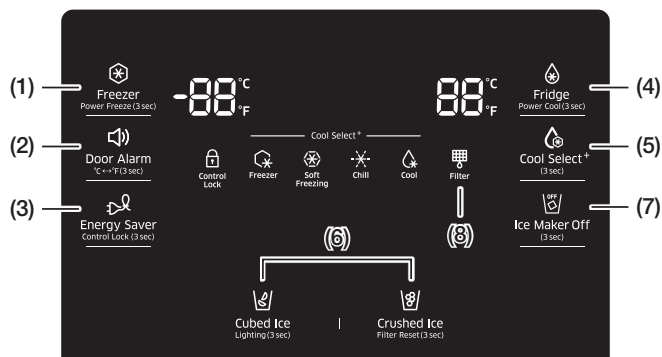 (1)
Freezer
Power Freeze (3 sec)
-88 °C
°F
88 °C
°F
(4)
Fridge
Power Cool (3 sec)
(2)
Door Alarm
°C ↔ °F (3 sec)
Cool Select+
Control
Lock
Freezer
Soft
Freezing
Chill
Cool
Filter
(5)
Cool Select+
(3 sec)
(3)
Energy Saver
Control Lock (3 sec)
(6)
(8)
(7)
OFF
Ice Maker Off
(3 sec)
Cubed Ice
Lighting (3 sec)
|
Crushed Ice
Filter Reset (3 sec)